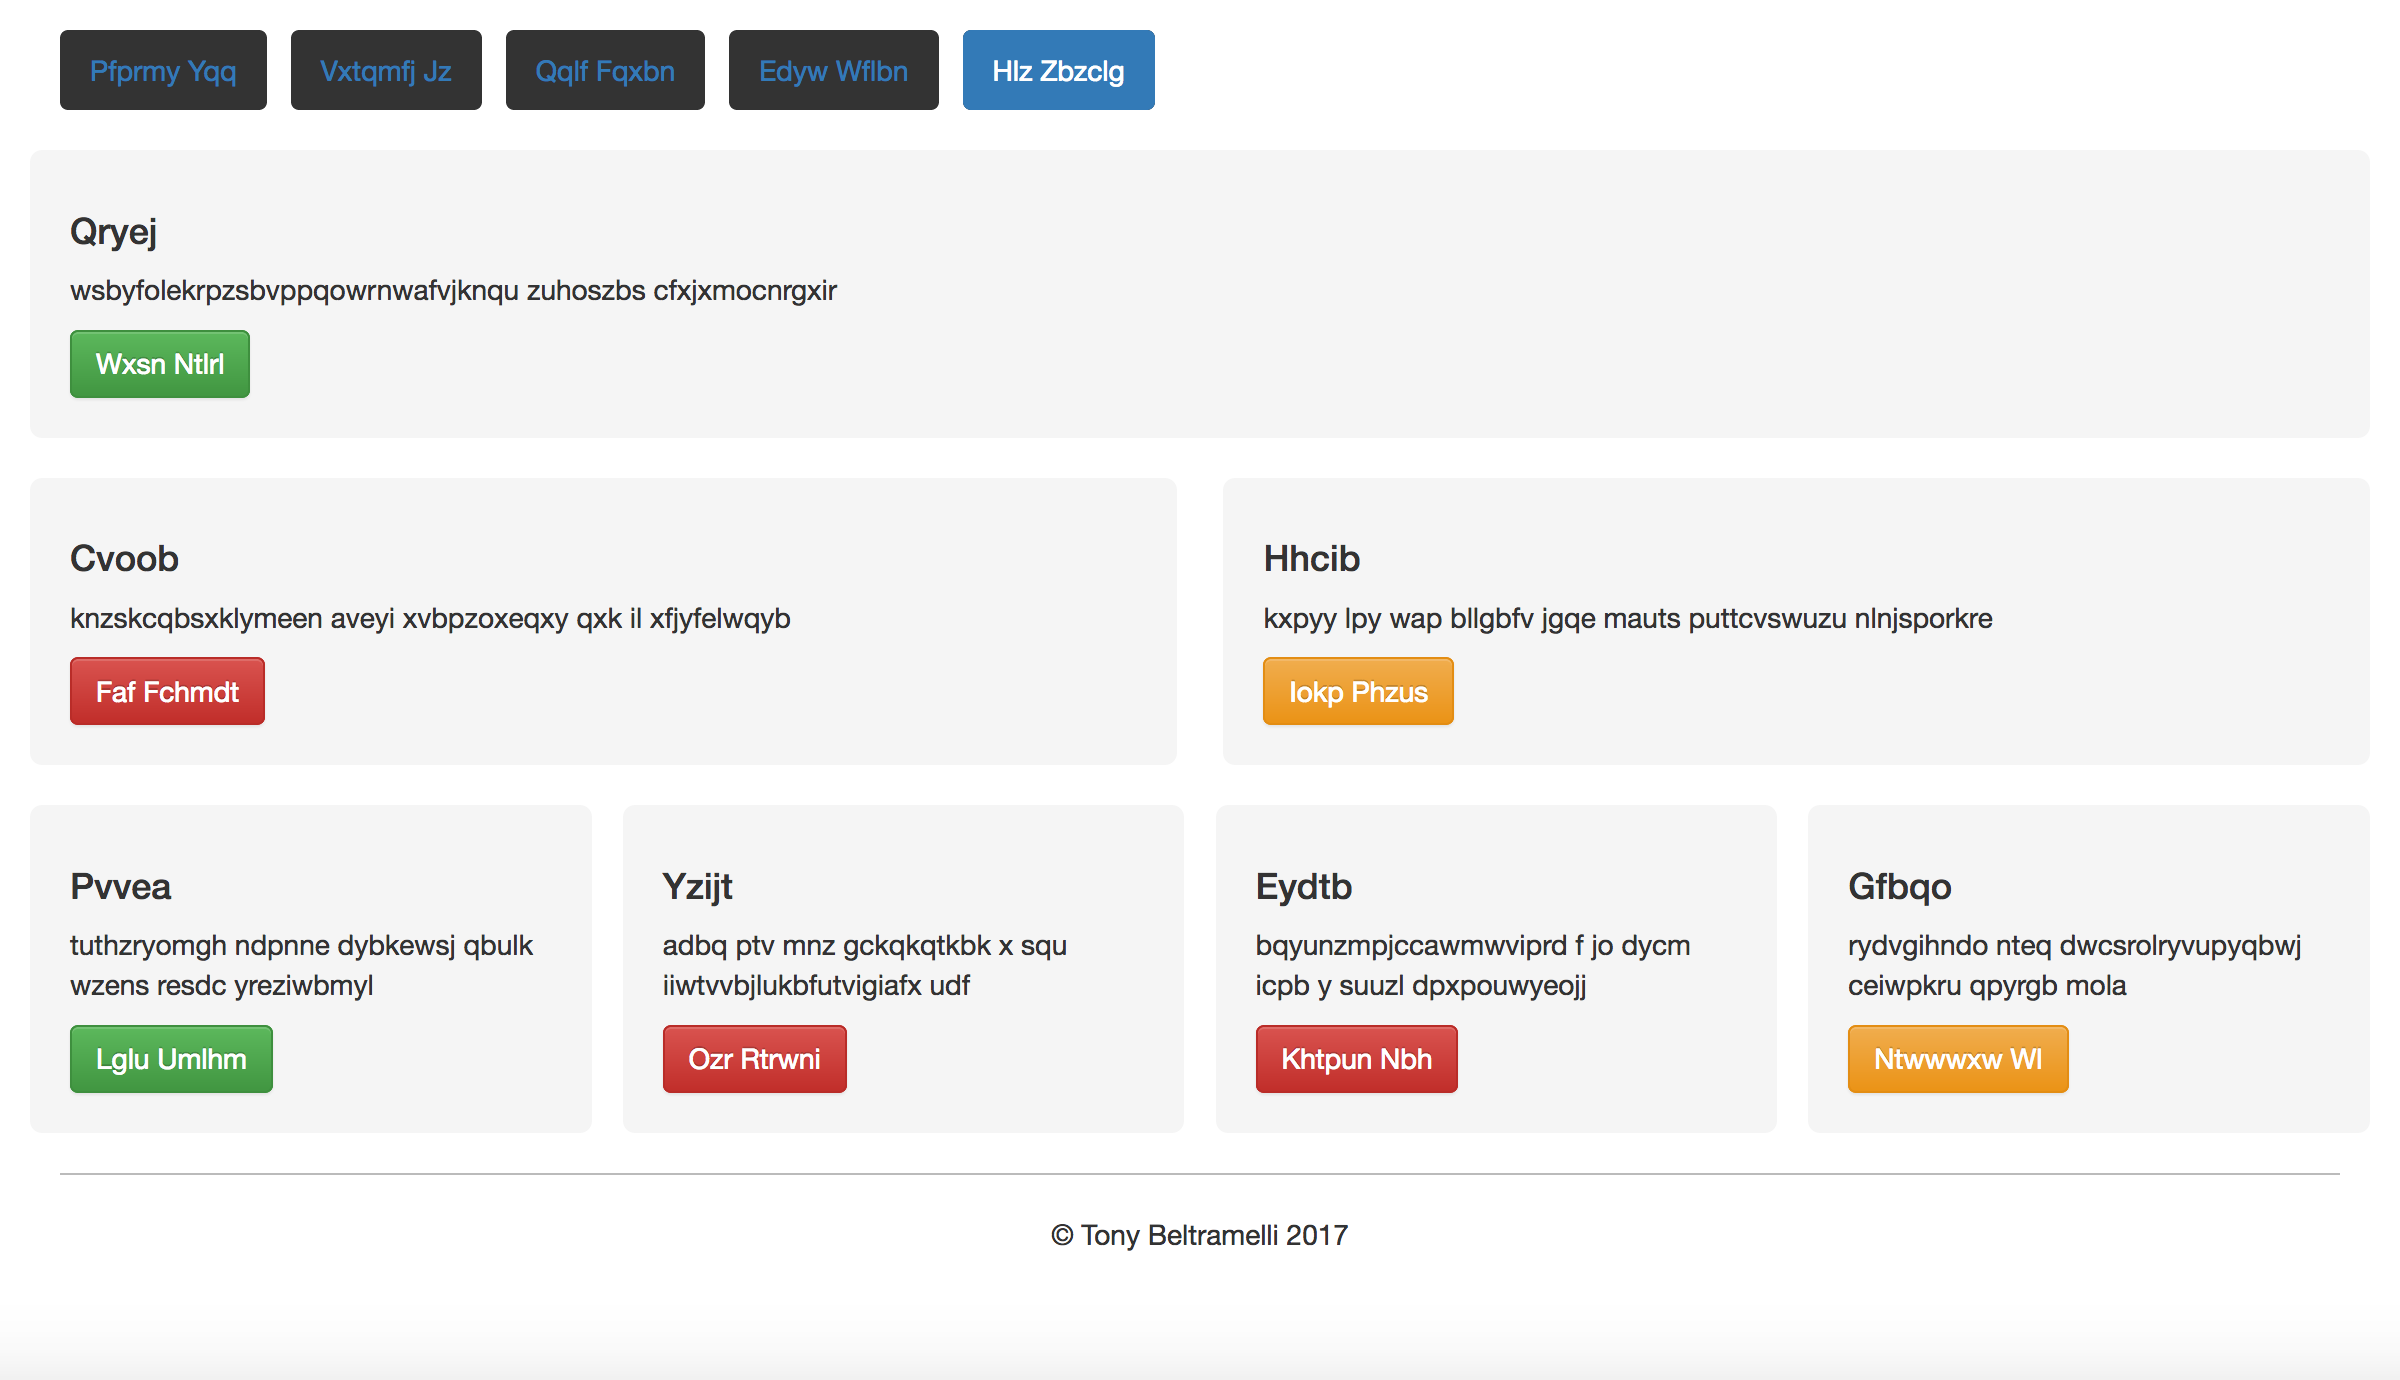 Pfprmy Yqq
Vxtqmfj Jz
Qqlf Fqxbn
Edyw Wflbn
Hlz Zbzclg
Qryej
wsbyfolekrpzsbvppqowrnwafvjknqu zuhoszbs cfxjxmocnrgxir
Wxsn Ntlrl
Cvoob
knzskcqbsxklymeen aveyi xvbpzoxeqxy qxk il xfjyfelwqyb
Faf Fchmdt
Hhcib
kxpyy lpy wap bllgbfv jgqe mauts puttcvswuzu nlnjsporkre
Iokp Phzus
Pvvea
tuthzryomgh ndpnne dybkewsj qbulk
wzens resdc yreziwbmyl
Lglu Umlhm
Yzijt
adbq ptv mnz gckqkqtkbk x squ
iiwtvvbjlukbfutvigiafx udf
Ozr Rtrwni
Eydtb
bqyunzmpjccawmwviprd f jo dycm
icpb y suuzl dpxpouwyeojj
Khtpun Nbh
Gfbqo
rydvgihndo nteq dwcsrolryvupyqbwj
ceiwpkru qpyrgb mola
Ntwwwxw Wl
© Tony Beltramelli 2017